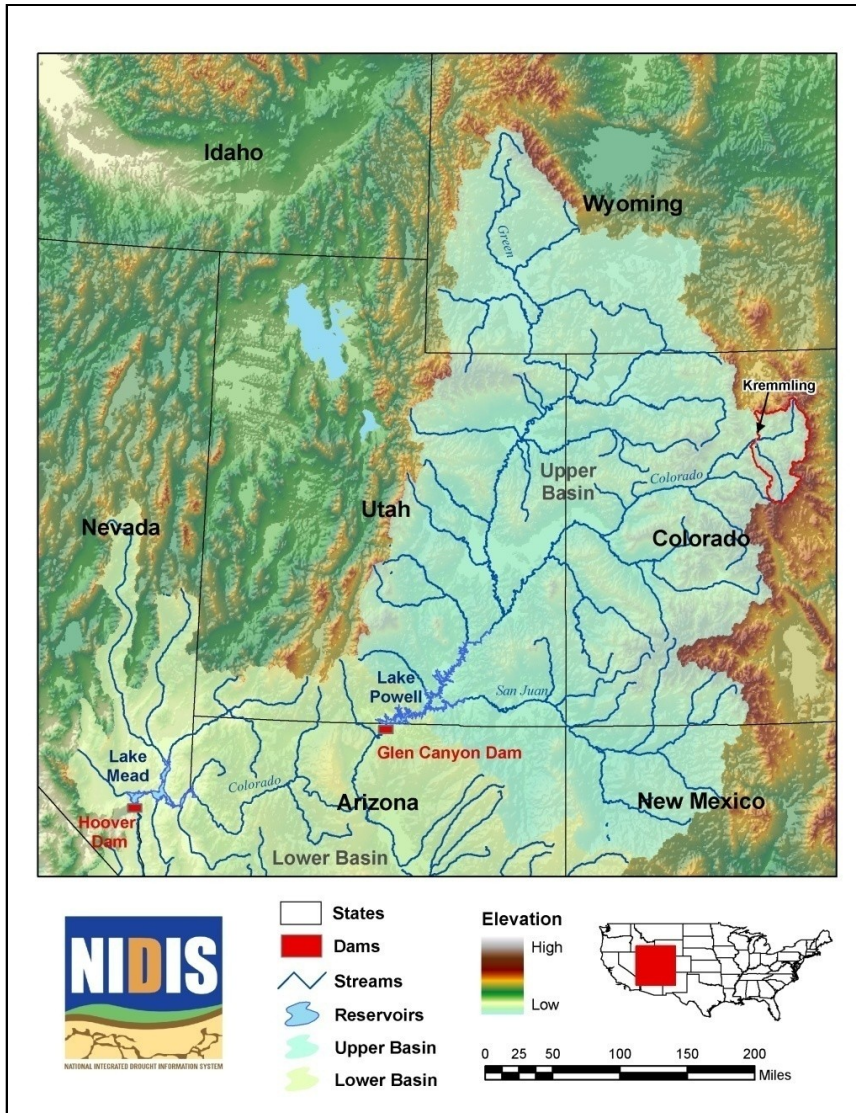 Idaho
Wyoming
Green
Kremmling
Upper
Basin
Colorado
Utah
Nevada
Colorado
Lake
Powell
San Juan
Lake
Mead
Glen Canyon Dam
Colorado
Arizona
New Mexico
Hoover
Dam
Lower Basin
NIDIS
NATIONAL INTEGRATED DROUGHT INFORMATION SYSTEM
States
Dams
Streams
Reservoirs
Upper Basin
Lower Basin
Elevation
High
Low
0 25 50 100 150 200
Miles